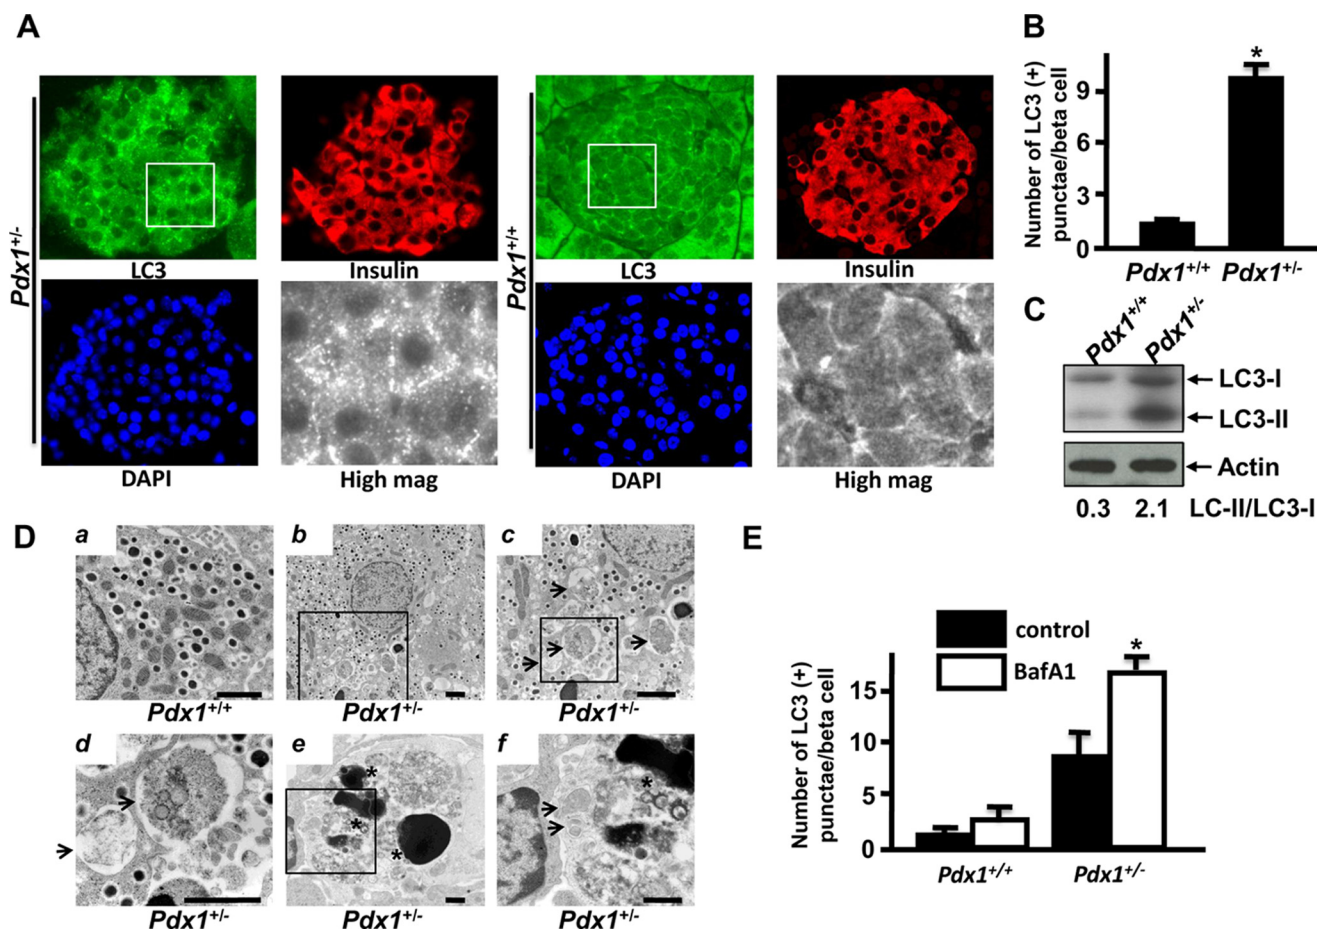 A
Pdx1+/-
LC3
Insulin
DAPI
High mag
Pdx1+/+
LC3
Insulin
DAPI
High mag
B
Number of LC3 (+)
punctae/beta cell
9
6
3
0
*
Pdx1+/+ Pdx1+/-
C
Pdx1+/+
Pdx1+/-
LC3-I
LC3-II
Actin
0.3 2.1 LC-II/LC3-I
D
a
Pdx1+/+
b
Pdx1+/-
c
Pdx1+/-
d
Pdx1+/-
e
* * *
Pdx1+/-
f
*
Pdx1+/-
E
control
BafA1
Number of LC3 (+)
punctae/beta cell
15
10
5
0
*
Pdx1+/+ Pdx1+/-